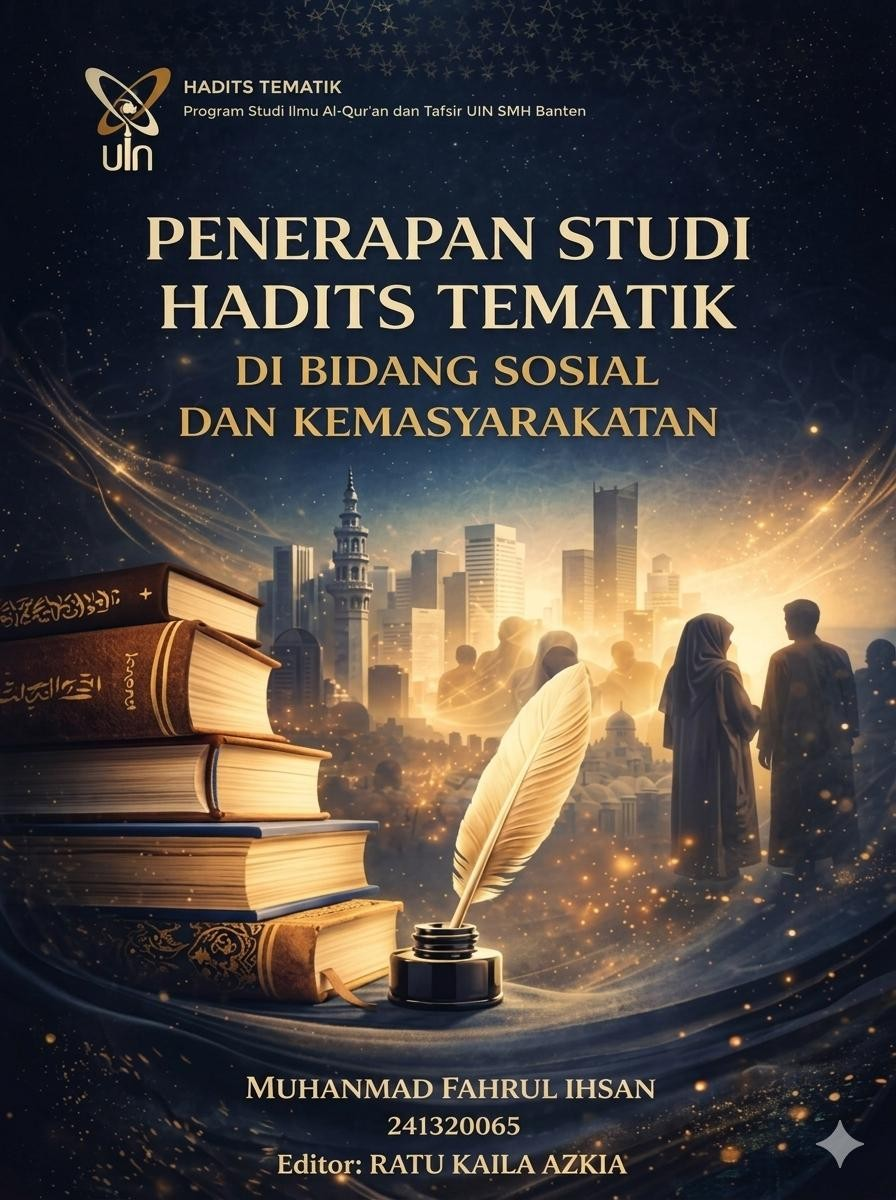 HADITS TEMATIK
Program Studi Ilmu Al-Qur'an dan Tafsir UIN SMH Banten
uin
PENERAPAN STUDI
HADITS TEMATIK
DI BIDANG SOSIAL
DAN KEMASYARAKATAN
MUHANMAD FAHRUL IHSAN
241320065
Editor: RATU KAILA AZKIA